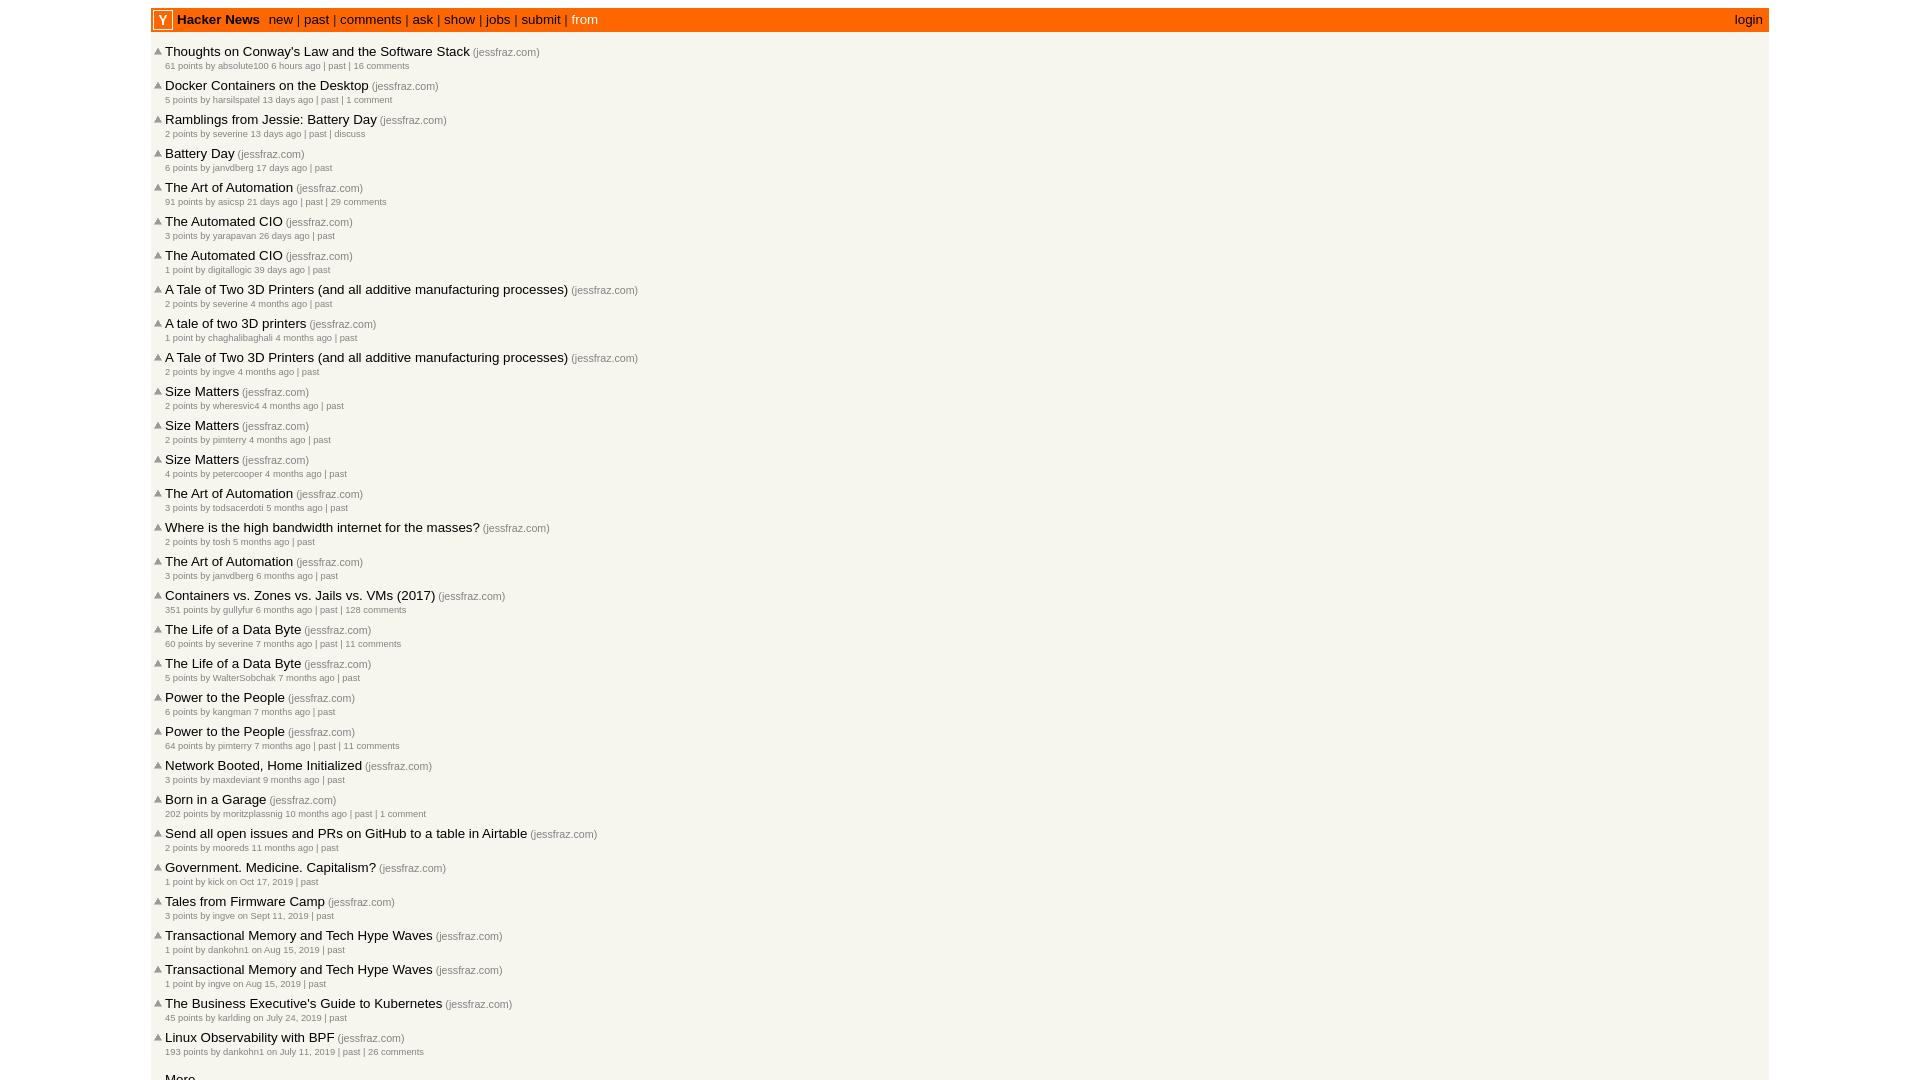 Y Hacker News new | past | comments | ask | show | jobs | submit | from login
Thoughts on Conway's Law and the Software Stack (jessfraz.com)
61 points by absolute100 6 hours ago | past | 16 comments
Docker Containers on the Desktop (jessfraz.com)
5 points by harsilspatel 13 days ago | past | 1 comment
Ramblings from Jessie: Battery Day (jessfraz.com)
2 points by severine 13 days ago | past | discuss
Battery Day (jessfraz.com)
6 points by janvdberg 17 days ago | past
The Art of Automation (jessfraz.com)
91 points by asicsp 21 days ago | past | 29 comments
The Automated CIO (jessfraz.com)
3 points by yarapavan 26 days ago | past
The Automated CIO (jessfraz.com)
1 point by digitallogic 39 days ago | past
A Tale of Two 3D Printers (and all additive manufacturing processes) (jessfraz.com)
2 points by severine 4 months ago | past
A tale of two 3D printers (jessfraz.com)
1 point by chaghalibaghali 4 months ago | past
A Tale of Two 3D Printers (and all additive manufacturing processes) (jessfraz.com)
2 points by ingve 4 months ago | past
Size Matters (jessfraz.com)
2 points by wheresvic4 4 months ago | past
Size Matters (jessfraz.com)
2 points by pimterry 4 months ago | past
Size Matters (jessfraz.com)
4 points by petercooper 4 months ago | past
The Art of Automation (jessfraz.com)
3 points by todsacerdoti 5 months ago | past
Where is the high bandwidth internet for the masses? (jessfraz.com)
2 points by tosh 5 months ago | past
The Art of Automation (jessfraz.com)
3 points by janvdberg 6 months ago | past
Containers vs. Zones vs. Jails vs. VMs (2017) (jessfraz.com)
351 points by gullyfur 6 months ago | past | 128 comments
The Life of a Data Byte (jessfraz.com)
60 points by severine 7 months ago | past | 11 comments
The Life of a Data Byte (jessfraz.com)
5 points by WalterSobchak 7 months ago | past
Power to the People (jessfraz.com)
6 points by kangman 7 months ago | past
Power to the People (jessfraz.com)
64 points by pimterry 7 months ago | past | 11 comments
Network Booted, Home Initialized (jessfraz.com)
3 points by maxdeviant 9 months ago | past
Born in a Garage (jessfraz.com)
202 points by moritzplassnig 10 months ago | past | 1 comment
Send all open issues and PRs on GitHub to a table in Airtable (jessfraz.com)
2 points by mooreds 11 months ago | past
Government. Medicine. Capitalism? (jessfraz.com)
1 point by kick on Oct 17, 2019 | past
Tales from Firmware Camp (jessfraz.com)
3 points by ingve on Sept 11, 2019 | past
Transactional Memory and Tech Hype Waves (jessfraz.com)
1 point by dankohn1 on Aug 15, 2019 | past
Transactional Memory and Tech Hype Waves (jessfraz.com)
1 point by ingve on Aug 15, 2019 | past
The Business Executive's Guide to Kubernetes (jessfraz.com)
45 points by karlding on July 24, 2019 | past
Linux Observability with BPF (jessfraz.com)
193 points by dankohn1 on July 11, 2019 | past | 26 comments
More